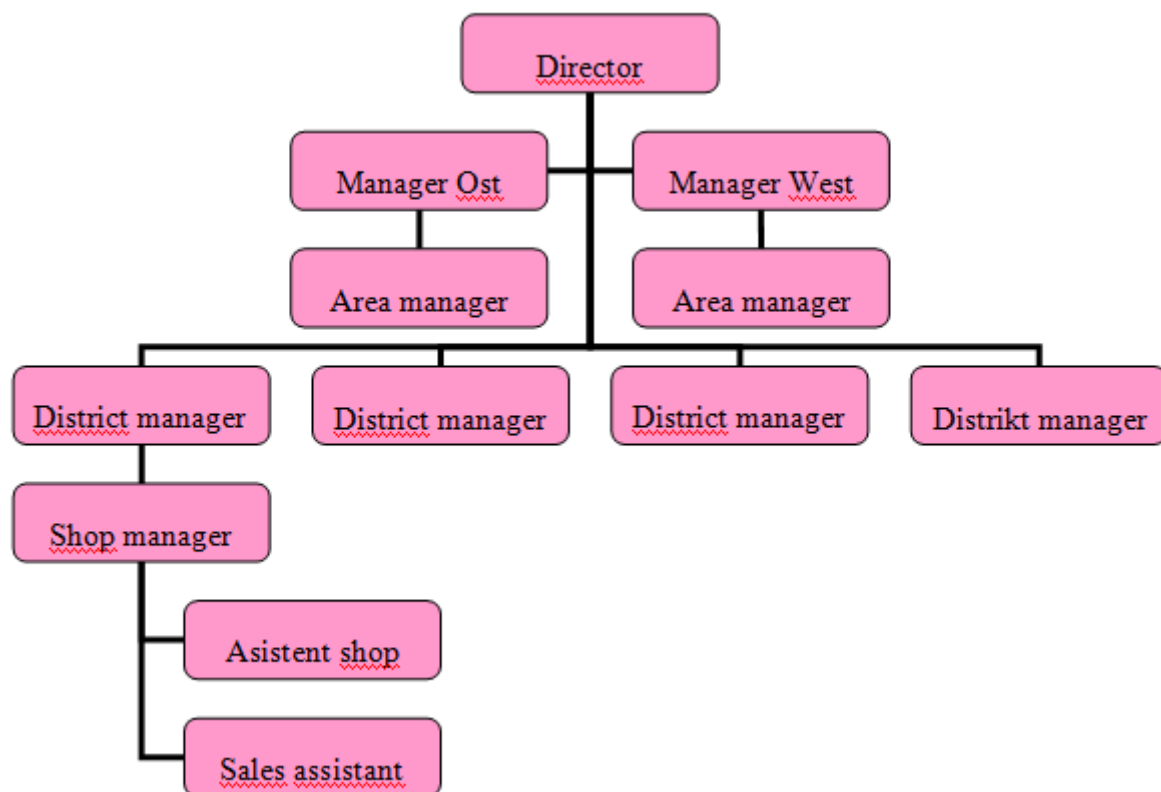 Director
Manager Ost
Manager West
Area manager
Area manager
District manager
District manager
District manager
Distrikt manager
Shop manager
Asistent shop
Sales assistant